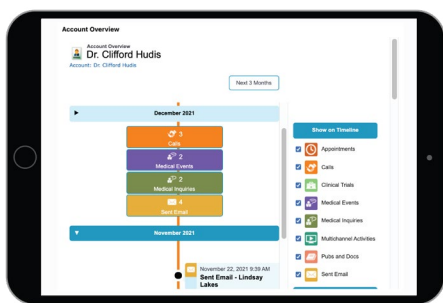 Account Overview
Account Overview
Dr. Clifford Hudis
Account: Dr. Clifford Hudis
Next 3 Months
December 2021
3
Calls
2
Medical Events
2
Medical Inquiries
4
Sent Email
November 2021
November 22, 2021 9:39 AM
Sent Email - Lindsay
Lakes
Show on Timeline
Appointments
Calls
Clinical Trials
Medical Events
Medical Inquiries
Multichannel Activities
Pubs and Docs
Sent Email